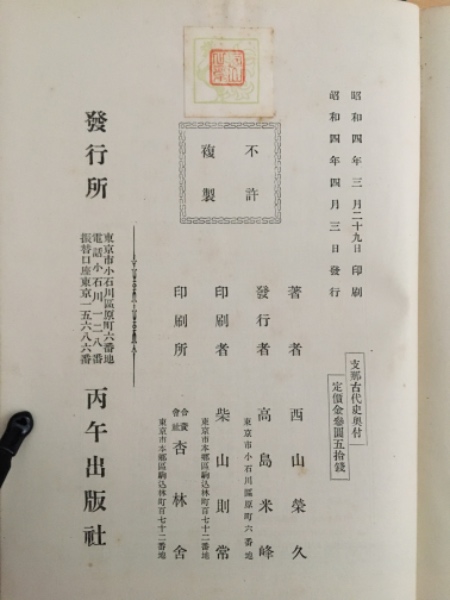 昭和四年三月二十九日印刷
昭和四年四月三日發行
支那古代史奧
定價金參圓五拾錢
不許
複製
著者 西山榮久
發行者 高島米峰
東京市小石川區原町六番地
印刷者 柴山則常
東京市本郷區駒込林町百七十二番地
印刷所 合資會社 杏林舍
東京市本郷區駒込林町百七十二番地
發行所
東京市小石川區原町六番地
電話小石川一二八番
振替口座東京一五六八六番
丙午出版社